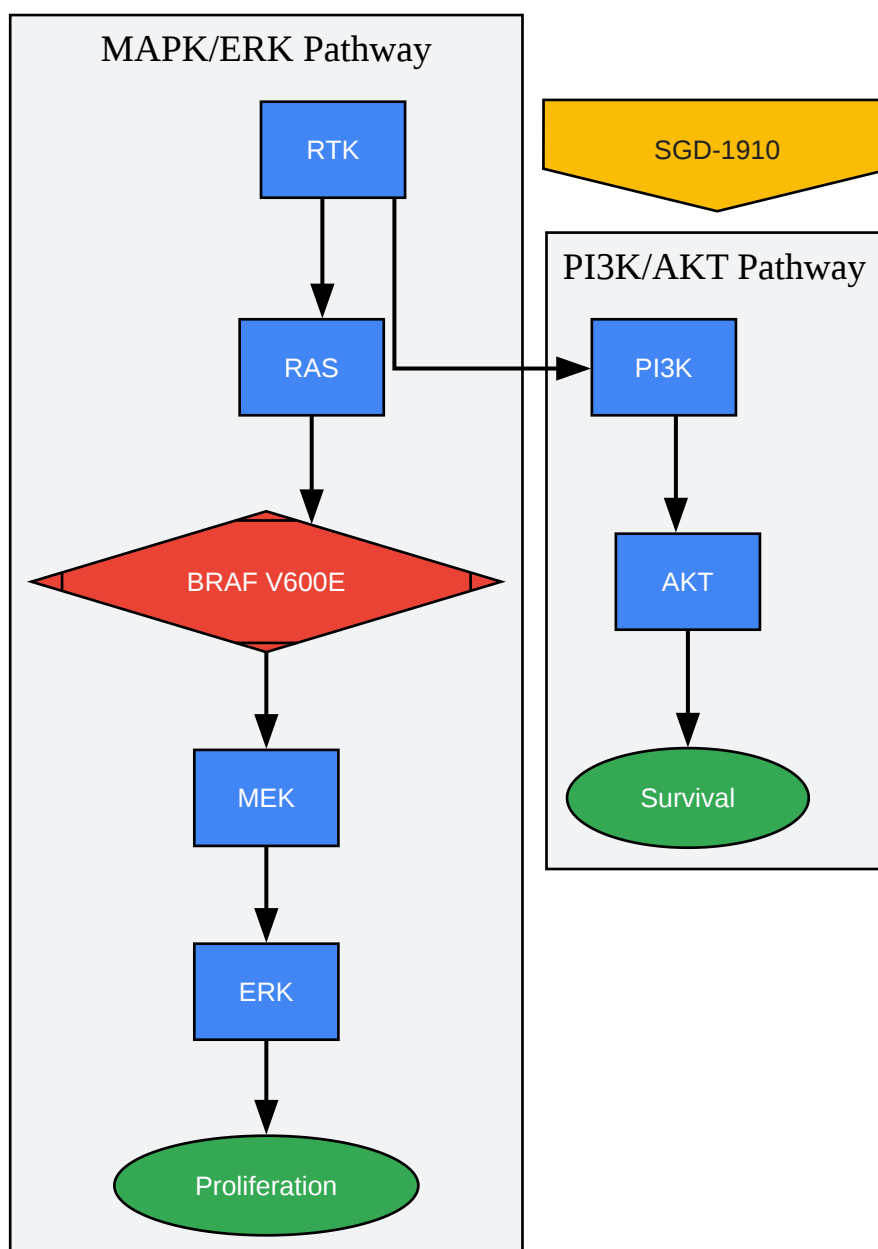 MAPK/ERK Pathway
RTK
SGD-1910
PI3K/AKT Pathway
RAS
PI3K
BRAF V600E
AKT
MEK
Survival
ERK
Proliferation